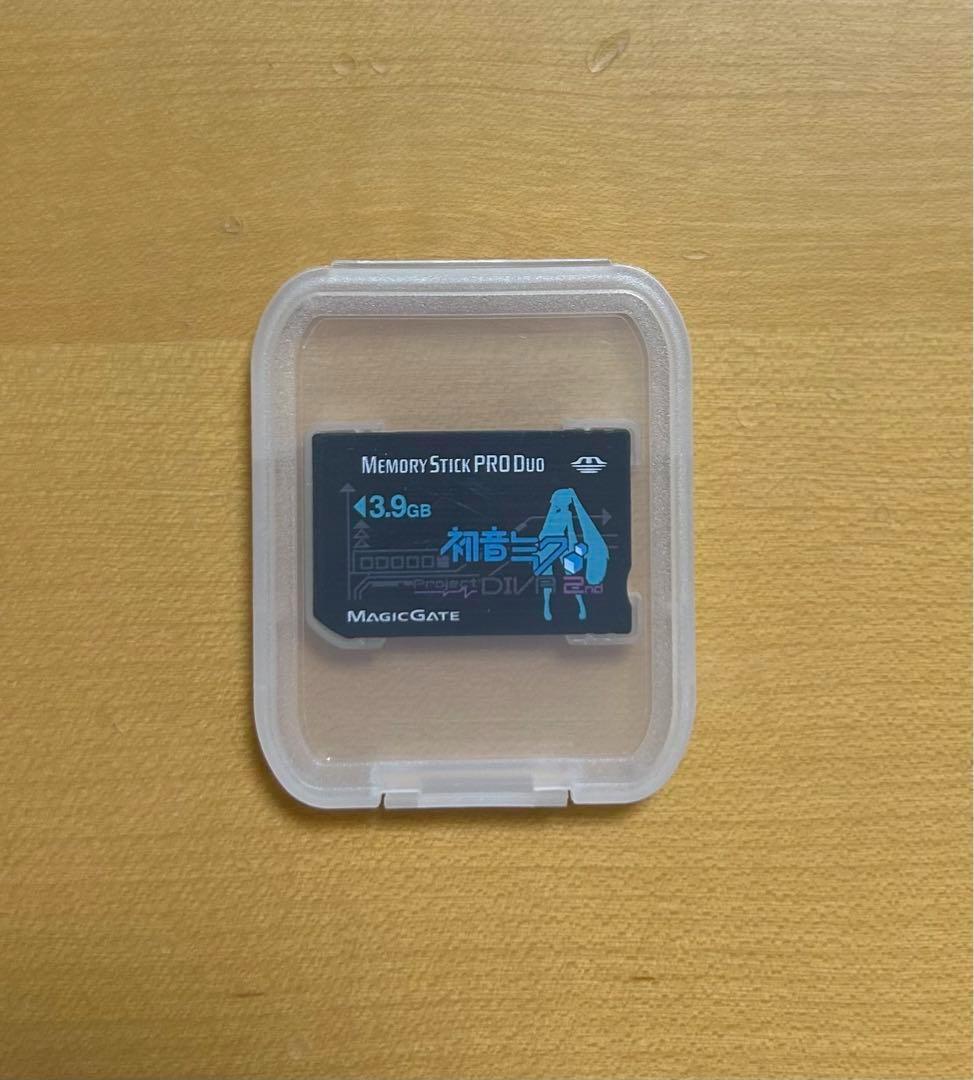 MEMORY STICK PRO DUO
3.9GB
初音ミク
Project DIVA 2nd
MAGICGATE